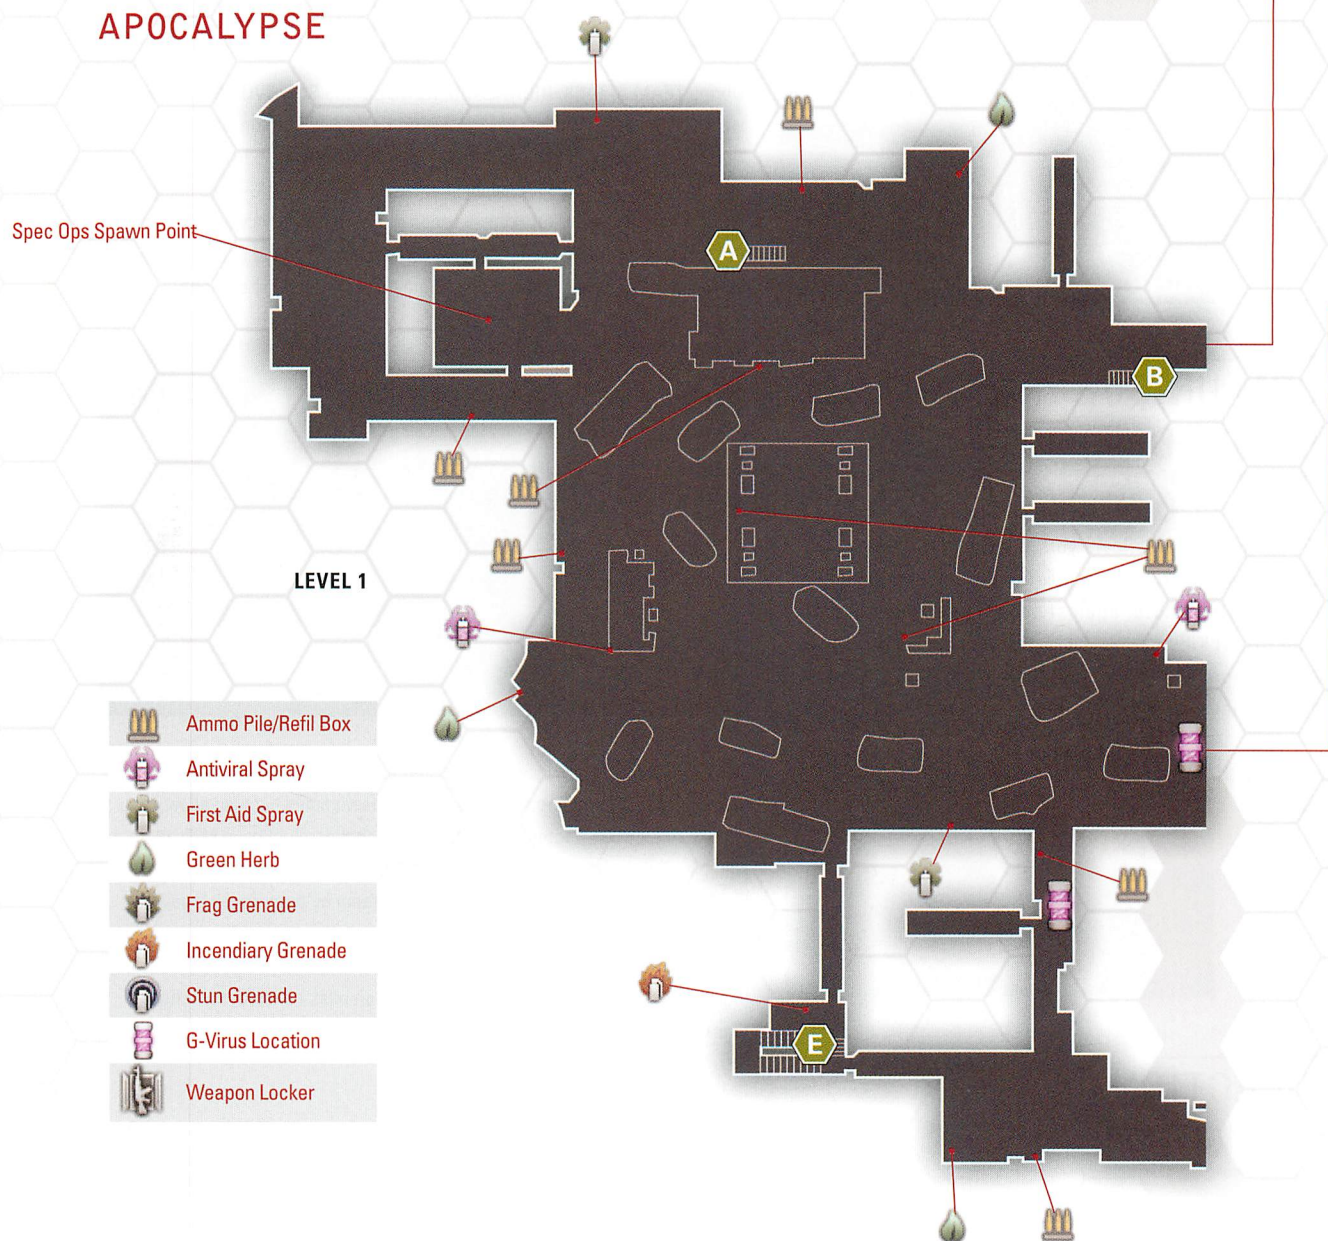 APOCALYPSE
A
Spec Ops Spawn Point
B
LEVEL 1
Ammo Pile/Refil Box
Antiviral Spray
First Aid Spray
Green Herb
Frag Grenade
Incendiary Grenade
Stun Grenade
G-Virus Location
Weapon Locker
E